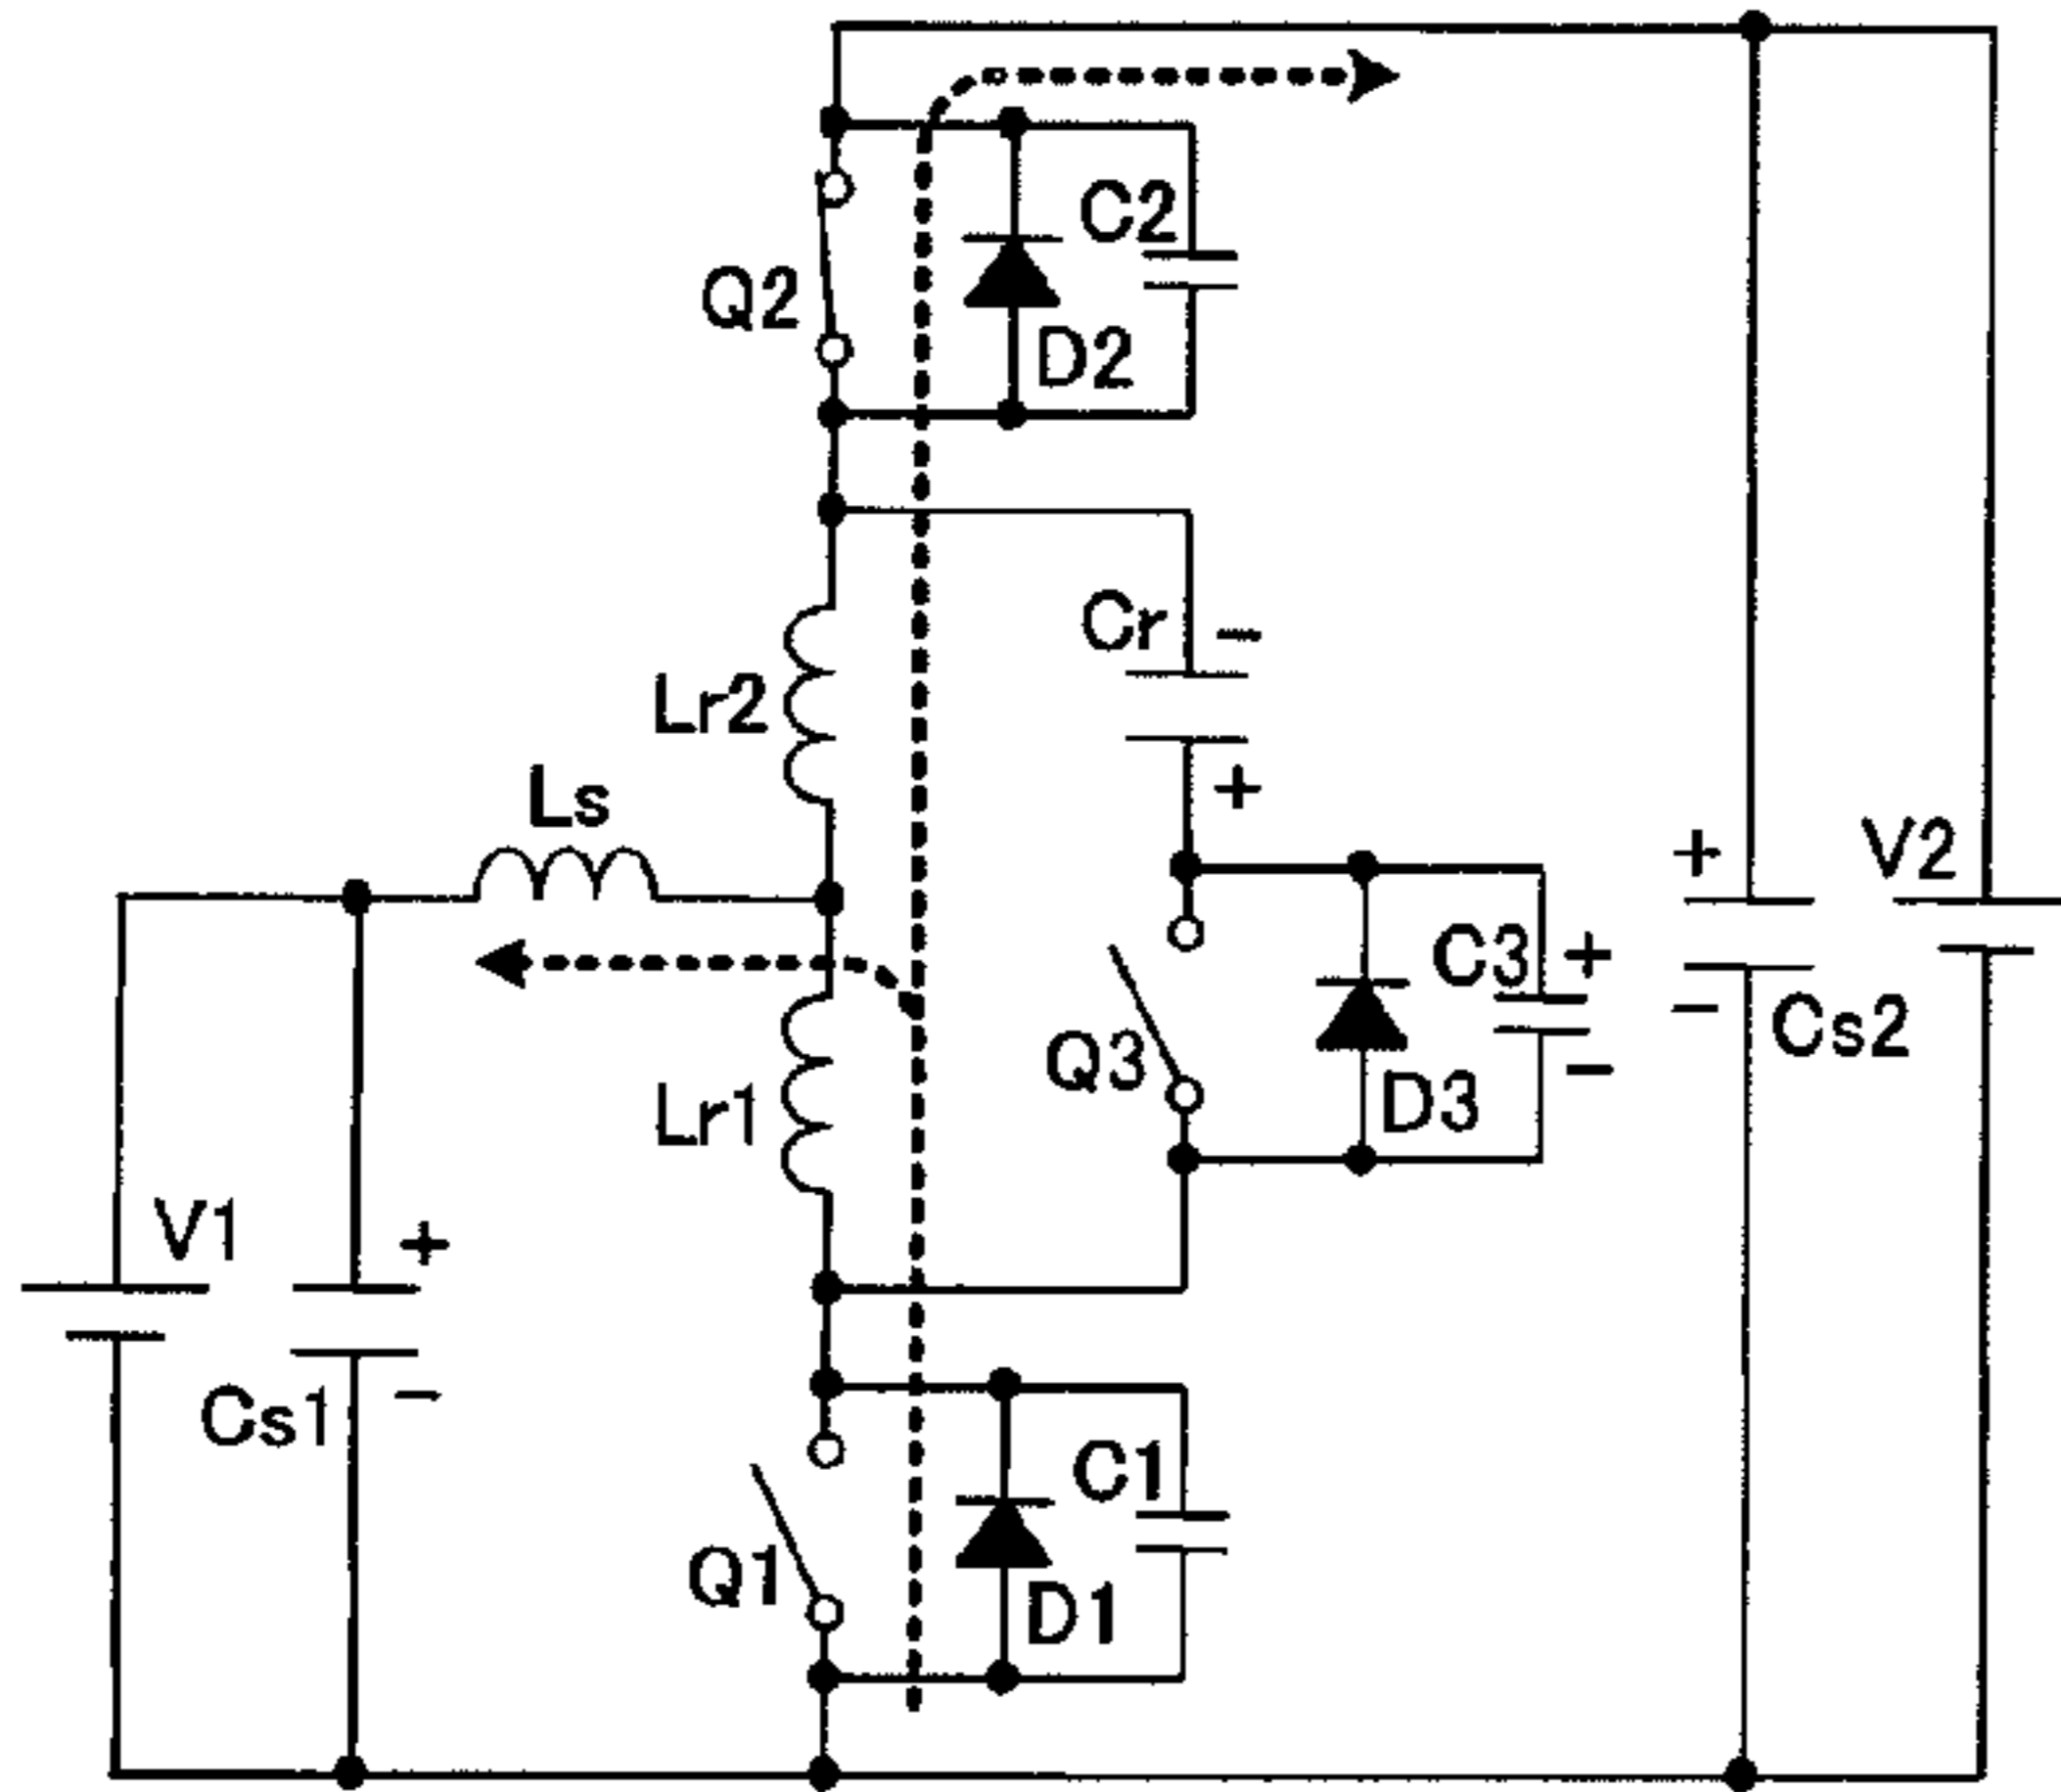 C2
Q2
D2
Cr
−
Lr2
Ls
+
+
V2
C3
+
−
Cs2
Q3
D3
−
Lr1
V1
+
Cs1
−
C1
Q1
D1